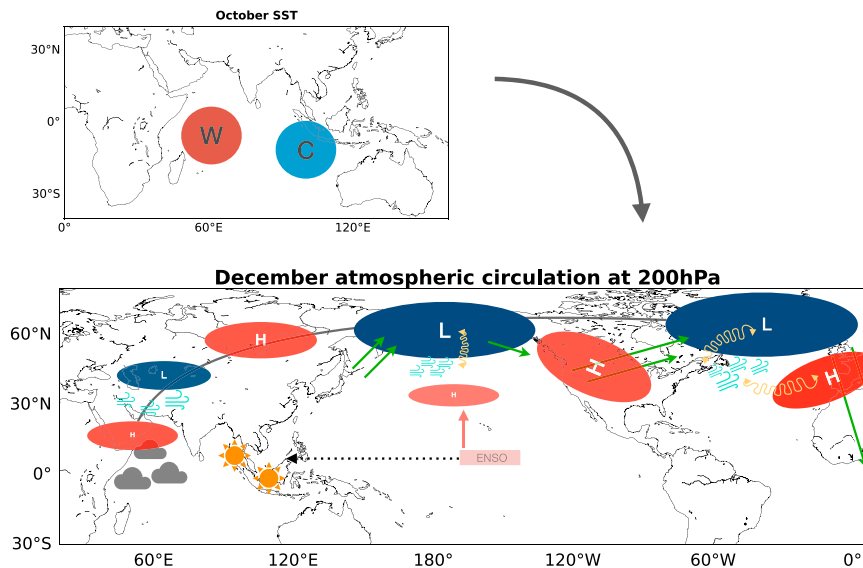 October SST
30°N
0°
30°S
W
C
0°
60°E
120°E
December atmospheric circulation at 200hPa
60°N
30°N
0°
30°S
H
L
L
L
H
H
H
H
ENSO
60°E
120°E
180°
120°W
60°W
0°